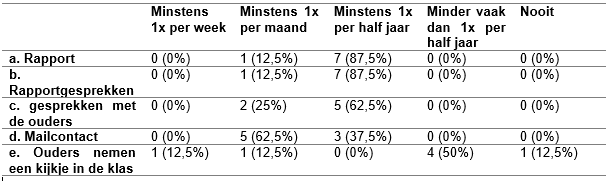 Minstens 1x per week | Minstens 1x per maand | Minstens 1x per half jaar | Minder vaak dan 1x per half jaar | Nooit
a. Rapport | 0 (0%) | 1 (12,5%) | 7 (87,5%) | 0 (0%) | 0 (0%)
b. Rapportgesprekken | 0 (0%) | 1 (12,5%) | 7 (87,5%) | 0 (0%) | 0 (0%)
c. gesprekken met de ouders | 0 (0%) | 2 (25%) | 5 (62,5%) | 0 (0%) | 0 (0%)
d. Mailcontact | 0 (0%) | 5 (62,5%) | 3 (37,5%) | 0 (0%) | 0 (0%)
e. Ouders nemen een kijkje in de klas | 1 (12,5%) | 1 (12,5%) | 0 (0%) | 4 (50%) | 1 (12,5%)